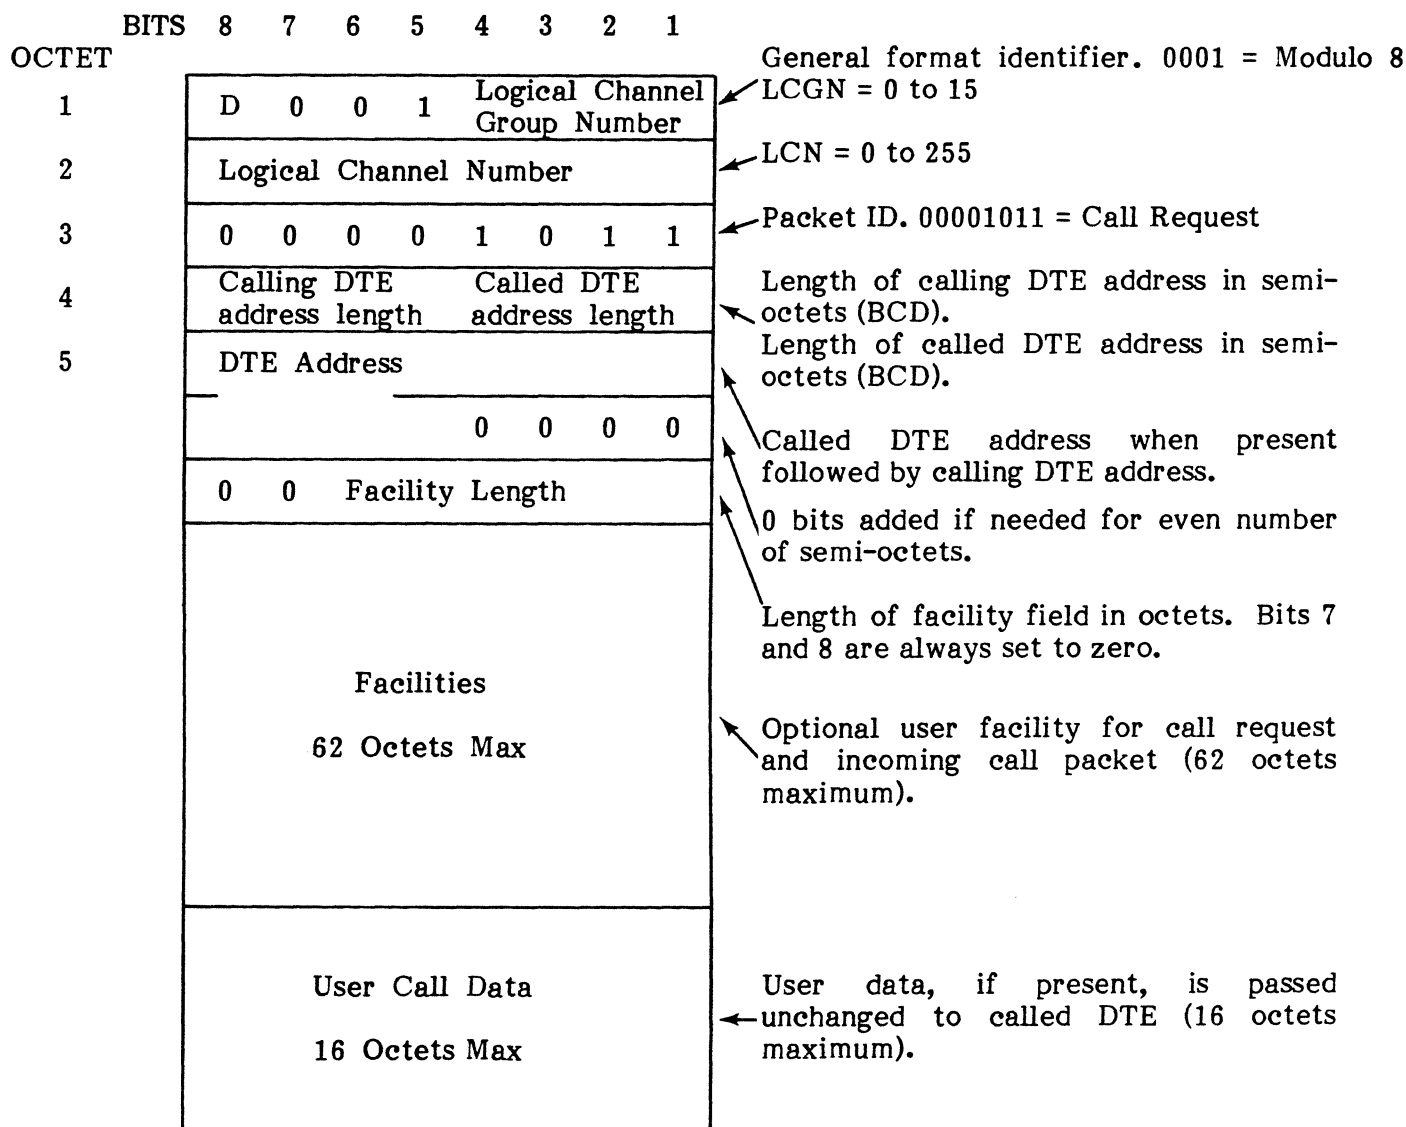 BITS 8 7 6 5 4 3 2 1
OCTET
General format identifier. 0001 = Modulo 8
1
D 0 0 1
Logical Channel
Group Number
LCGN = 0 to 15
2
Logical Channel Number
LCN = 0 to 255
3
0 0 0 0 1 0 1 1
Packet ID. 00001011 = Call Request
4
Calling DTE
address length
Called DTE
address length
Length of calling DTE address in semi-
octets (BCD).
Length of called DTE address in semi-
octets (BCD).
5
DTE Address
0 0 0 0
Called DTE address when present
followed by calling DTE address.
0 0 Facility Length
0 bits added if needed for even number
of semi-octets.
Length of facility field in octets. Bits 7
and 8 are always set to zero.
Facilities
62 Octets Max
Optional user facility for call request
and incoming call packet (62 octets
maximum).
User Call Data
16 Octets Max
User data, if present, is passed
unchanged to called DTE (16 octets
maximum).